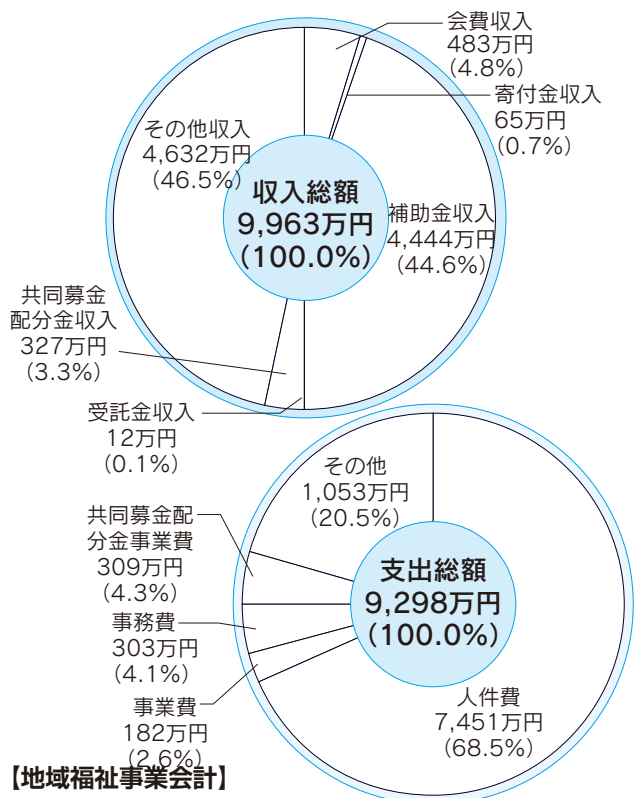 会費収入
483万円
(4.8%)
寄付金収入
65万円
(0.7%)
その他収入
4,632万円
(46.5%)
収入総額
9,963万円
(100.0%)
補助金収入
4,444万円
(44.6%)
共同募金
配分金収入
327万円
(3.3%)
受託金収入
12万円
(0.1%)
その他
1,053万円
(20.5%)
共同募金配
分金事業費
309万円
(4.3%)
支出総額
9,298万円
(100.0%)
事務費
303万円
(4.1%)
人件費
7,451万円
(68.5%)
事業費
182万円
(2.6%)
【地域福祉事業会計】